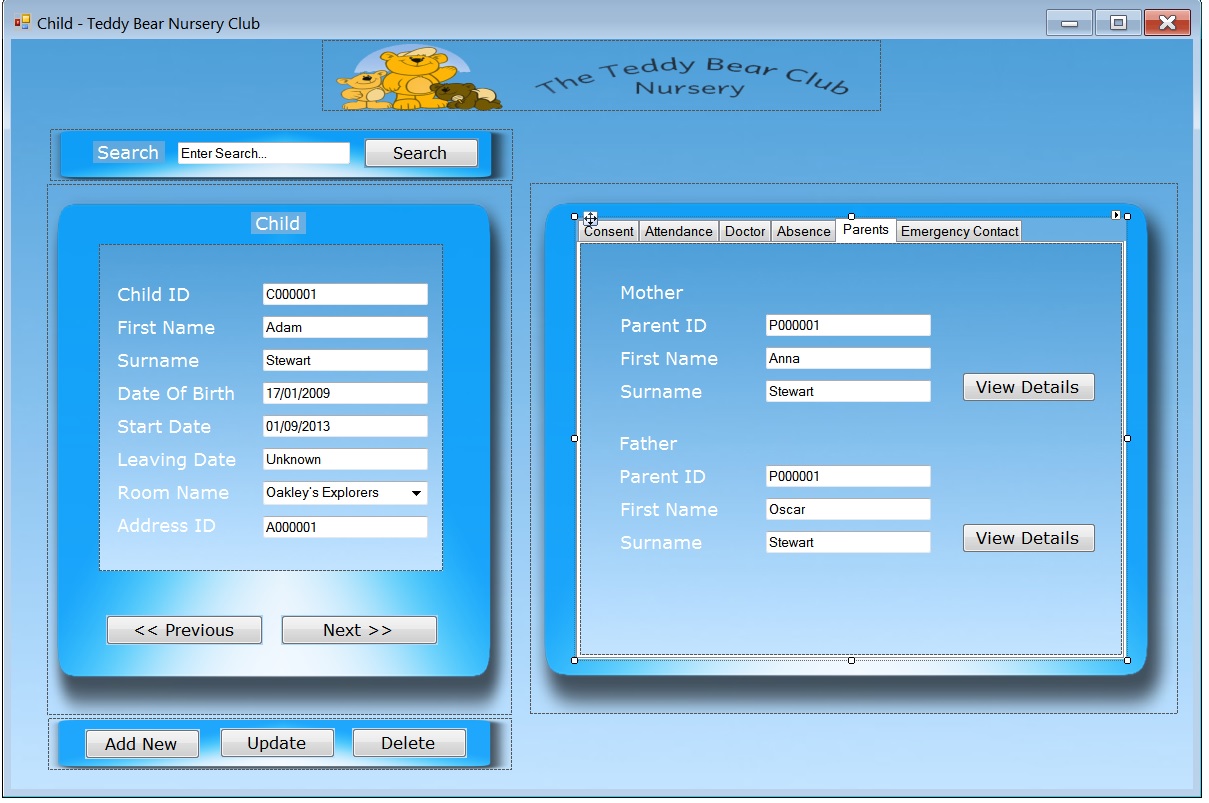 Child - Teddy Bear Nursery Club
The Teddy Bear Club
Nursery
Search Enter Search... Search
Child
Child ID C000001
First Name Adam
Surname Stewart
Date Of Birth 17/01/2009
Start Date 01/09/2013
Leaving Date Unknown
Room Name Oakley's Explorers
Address ID A000001
<< Previous Next >>
Add New Update Delete
Consent Attendance Doctor Absence Parents Emergency Contact
Mother
Parent ID P000001
First Name Anna
Surname Stewart View Details
Father
Parent ID P000001
First Name Oscar
Surname Stewart View Details